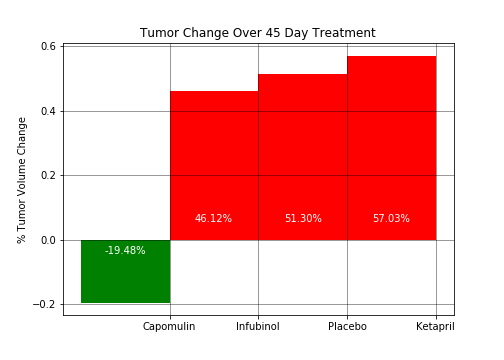 Tumor Change Over 45 Day Treatment
% Tumor Volume Change
0.6
0.4
0.2
0.0
−0.2
-19.48%
46.12%
51.30%
57.03%
Capomulin
Infubinol
Placebo
Ketapril